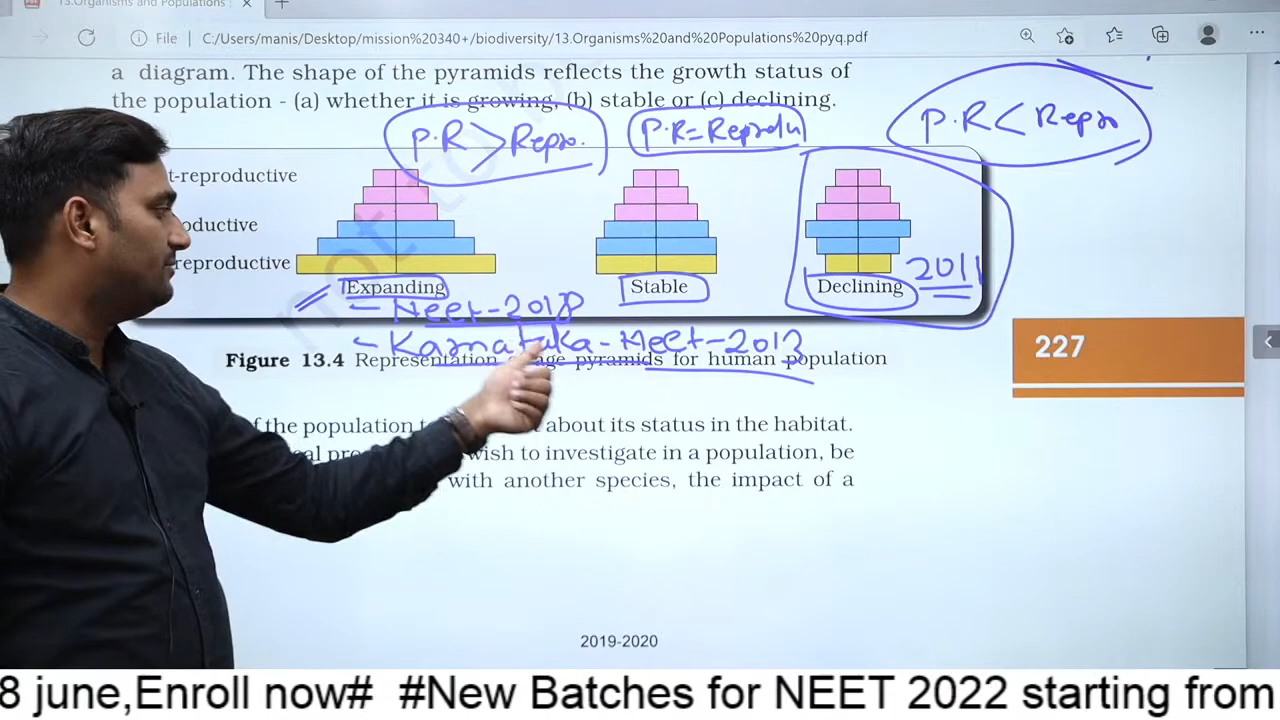 13.Organisms and Populations
File C:/Users/manis/Desktop/mission%20340+/biodiversity/13.Organisms%20and%20Populations%20pyq.pdf
a diagram. The shape of the pyramids reflects the growth status of
the population - (a) whether it is growing, (b) stable or (c) declining.
P.R > Repro.
P.R = Reprodu
P.R < Repro
t-reproductive
oductive
reproductive
Expanding
Stable
Declining
2011
Neet-2018
Karnataka-Neet-2013
Figure 13.4 Representation of age pyramids for human population
227
f the population t about its status in the habitat.
wish to investigate in a population, be
with another species, the impact of a
2019-2020
8 june,Enroll now# #New Batches for NEET 2022 starting from